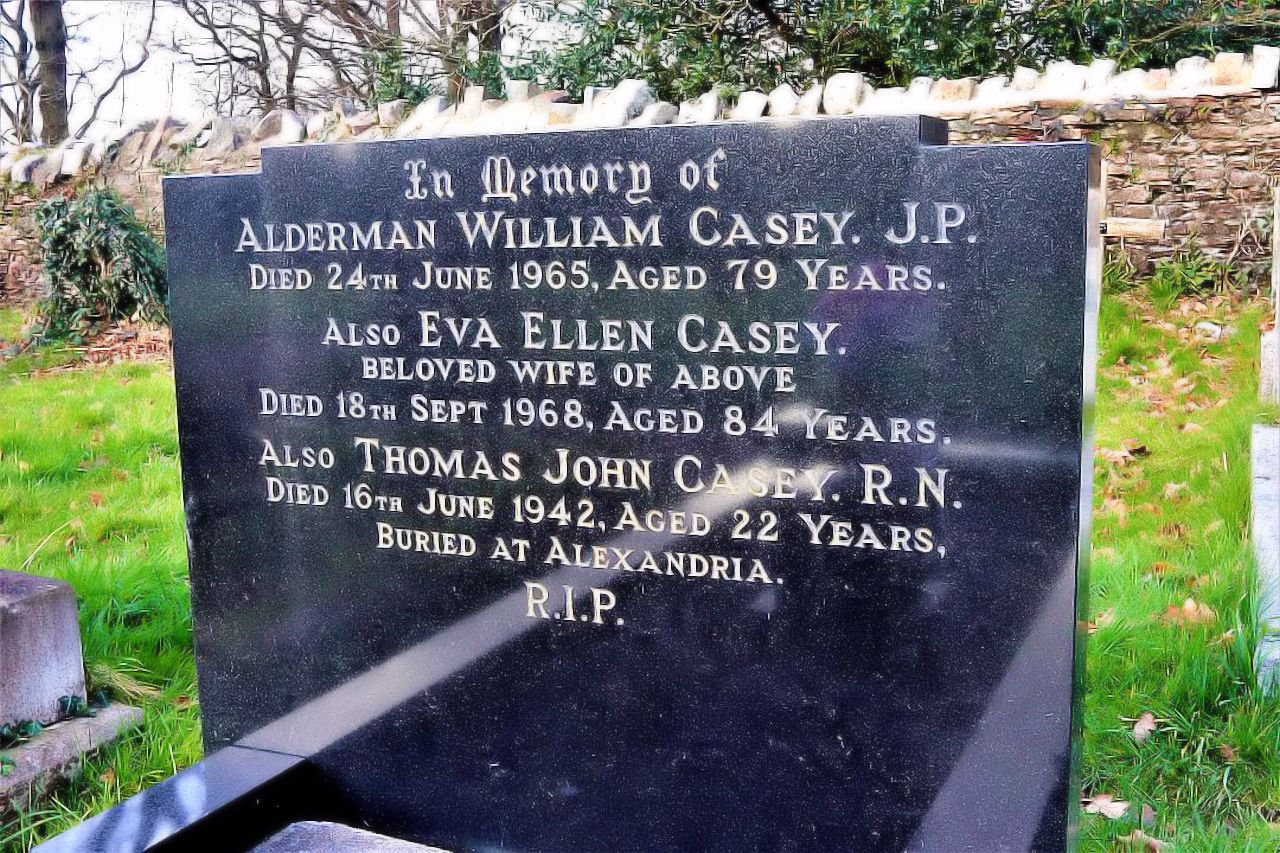 In Memory of
ALDERMAN WILLIAM CASEY. J.P.
DIED 24TH JUNE 1965, AGED 79 YEARS.
ALSO EVA ELLEN CASEY.
BELOVED WIFE OF ABOVE
DIED 18TH SEPT 1968, AGED 84 YEARS.
ALSO THOMAS JOHN CASEY. R.N.
DIED 16TH JUNE 1942, AGED 22 YEARS,
BURIED AT ALEXANDRIA.
R.I.P.